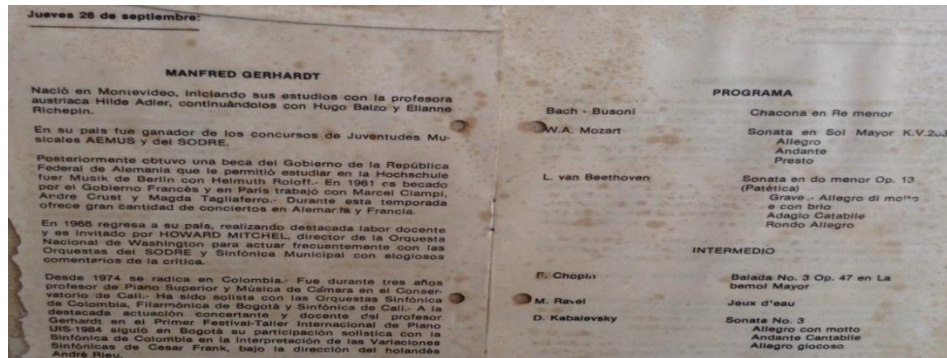 Jueves 26 de septiembre:
MANFRED GERHARDT
Nació en Montevideo, iniciando sus estudios con la profesora
austriaca Hilde Adler, continuándolos con Hugo Balzo y Elianne
Richepin.
En su país fue ganador de los concursos de Juventudes Mu-
sicales AEMUS y del SODRE.
Posteriormente obtuvo una beca del Gobierno de la República
Federal de Alemania que le permitió estudiar en la Hochschule
fuer Musik de Berlin con Helmuth Roloff.- En 1961 es becado
por el Gobierno Francés y en París trabajó con Marcel Ciampi,
Andre Crust y Magda Tagliaferro.- Durante esta temporada
ofrece gran cantidad de conciertos en Alemania y Francia.
En 1968 regresa a su país, realizando destacada labor docente
y es invitado por HOWARD MITCHEL, director de la Orquesta
Nacional de Washington para actuar frecuentemente con las
Orquestas del SODRE y Sinfónica Municipal con elogiosos
comentarios de la crítica.
Desde 1974 se radica en Colombia.- Fue durante tres años
profesor de Piano Superior y Música de Cámara en el Conser-
vatorio de Cali.- Ha sido solista con las Orquestas Sinfónica
de Colombia, Filarmónica de Bogotá y Sinfónica de Cali.- A la
destacada actuación concertante y docente del profesor
Gerhardt en el Primer Festival-Taller Internacional de Piano
UIS-1984 siguió en Bogotá su participación solística con la
Sinfónica de Colombia en la interpretación de las Variaciones
Sinfónicas de Cesar Frank, bajo la dirección del holandés
André Rieu.
PROGRAMA
Bach - Busoni Chacona en Re menor
W.A. Mozart Sonata en Sol Mayor K.V.
Allegro
Andante
Presto
L. van Beethoven Sonata en do menor Op. 13
(Patética)
Grave.- Allegro di molto
e con brio
Adagio Catabile
Rondo Allegro
INTERMEDIO
F. Chopin Balada No. 3 Op. 47 en La
bemol Mayor
M. Ravel Jeux d'eau
D. Kabalevsky Sonata No. 3
Allegro con motto
Andante Cantabile
Allegro giocoso